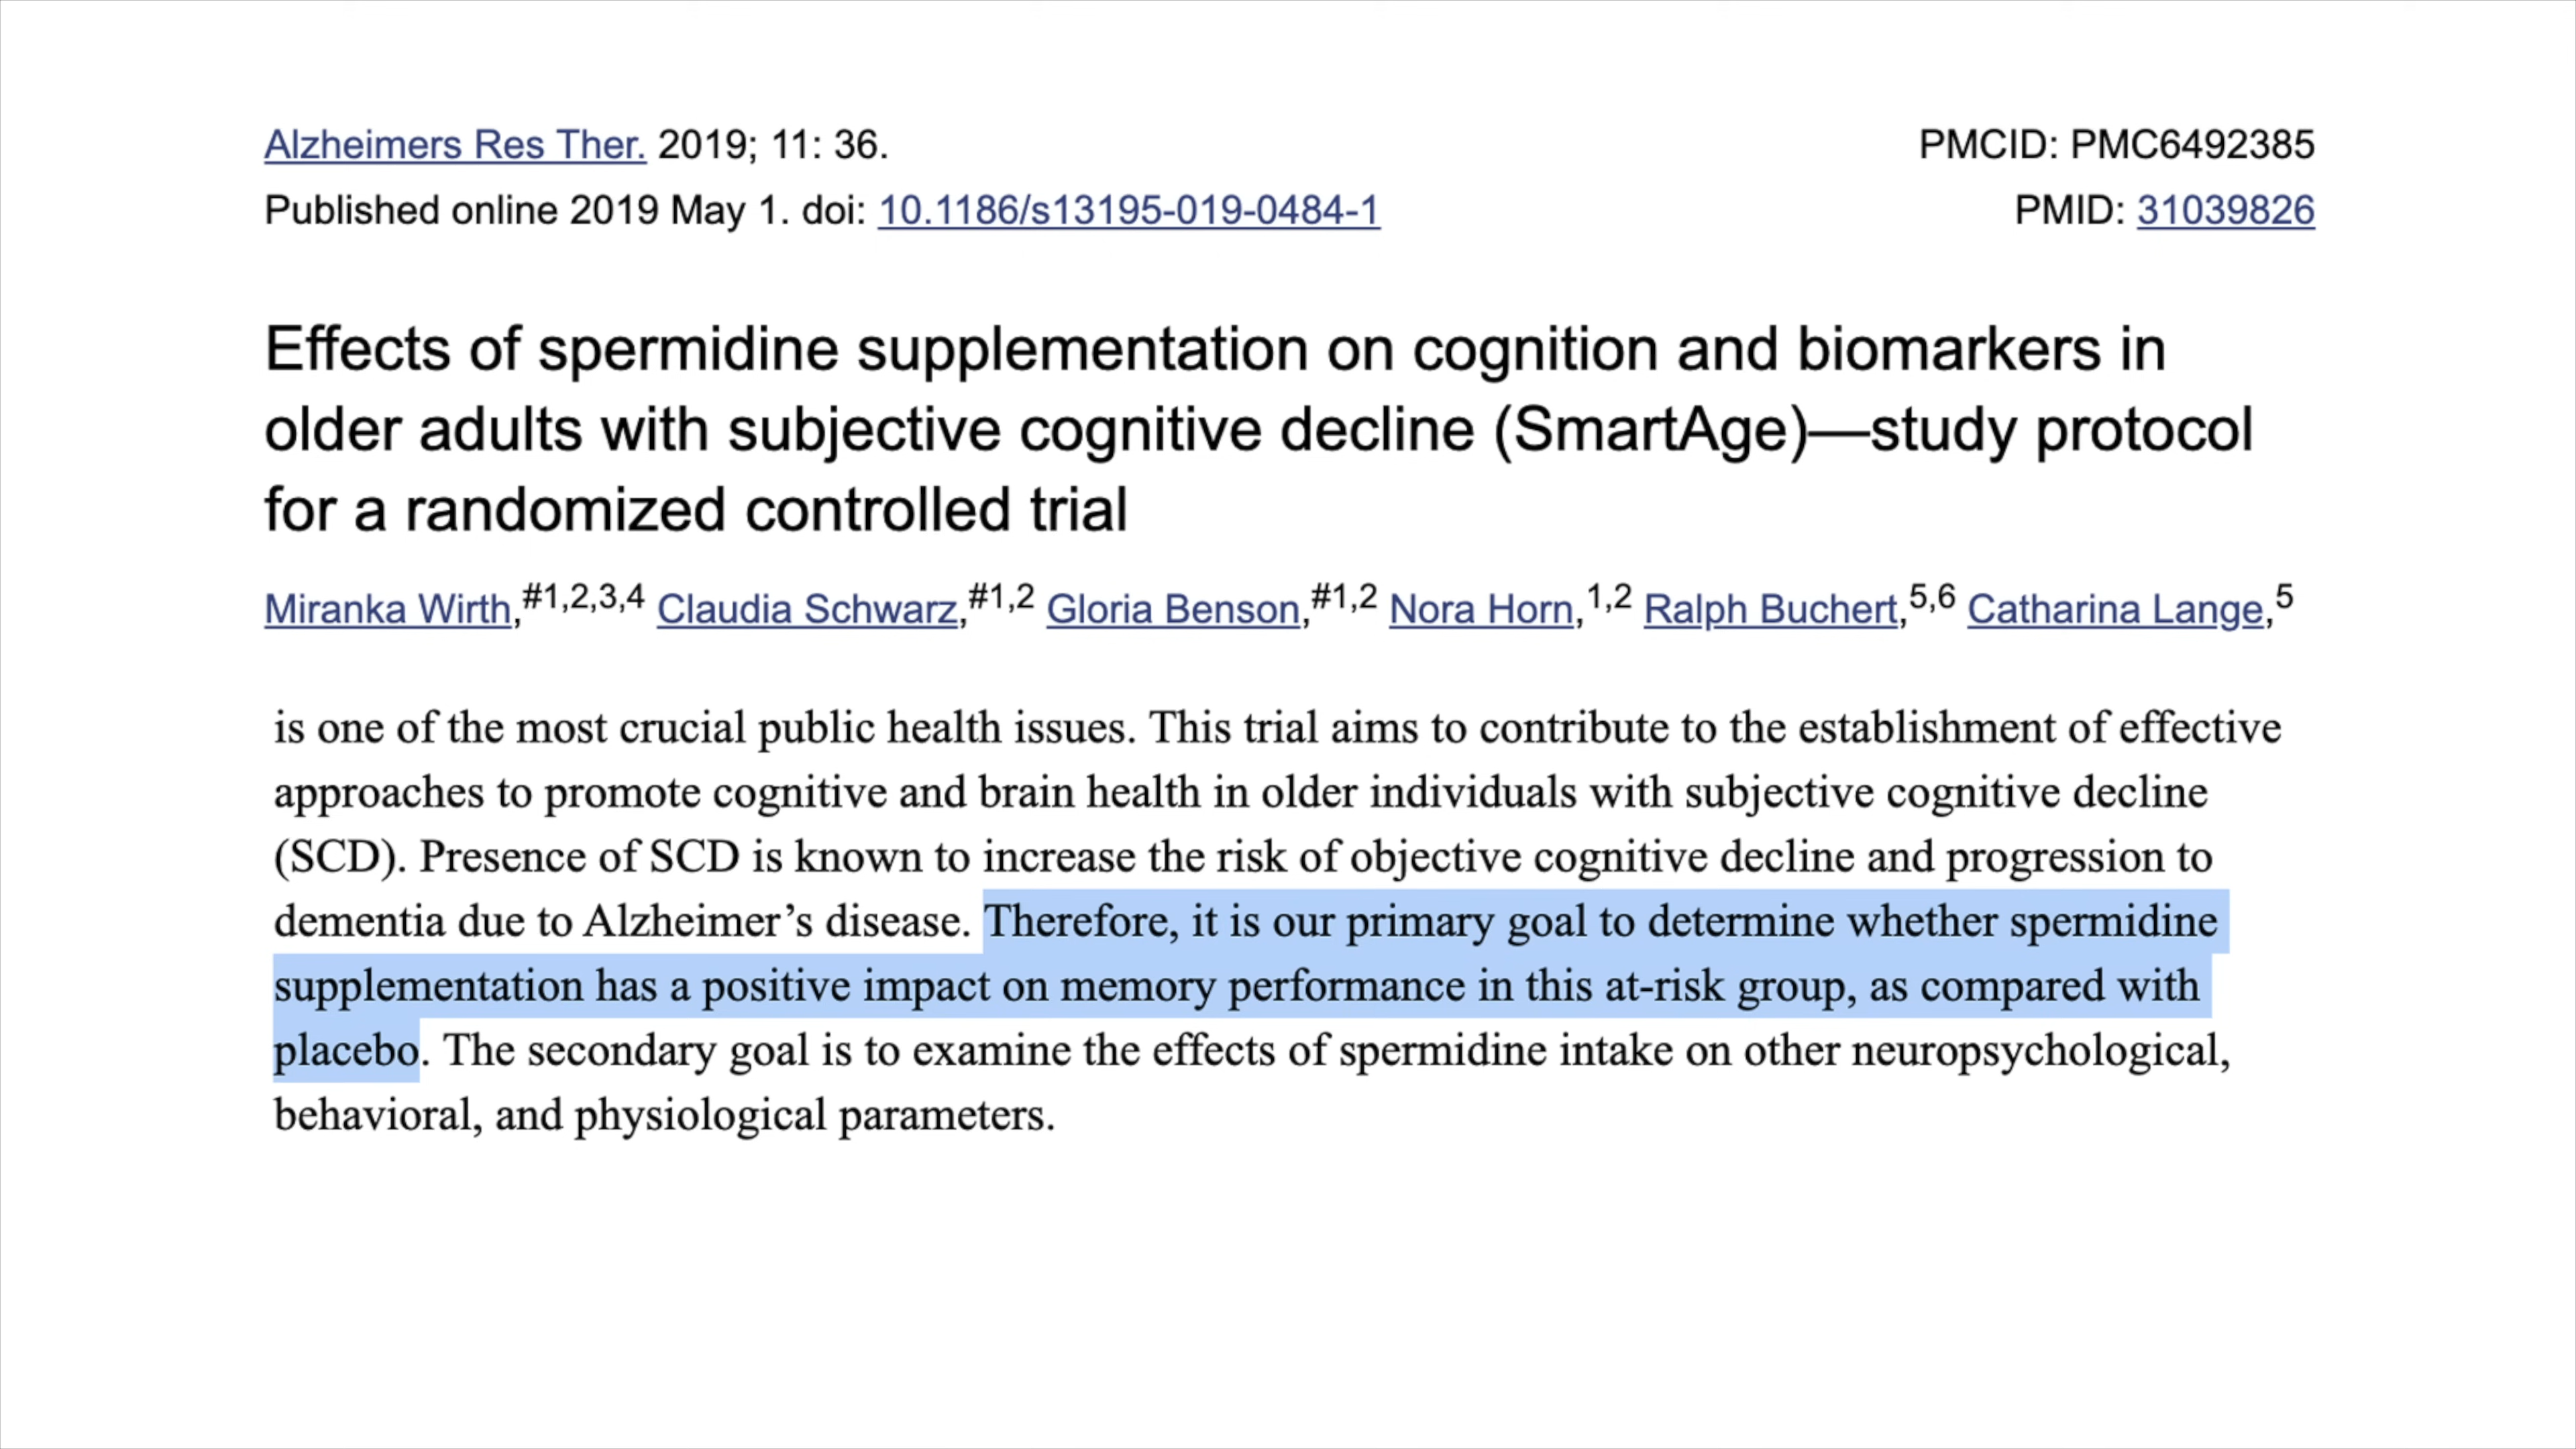 Alzheimers Res Ther. 2019; 11: 36.
PMCID: PMC6492385
Published online 2019 May 1. doi: 10.1186/s13195-019-0484-1
PMID: 31039826
Effects of spermidine supplementation on cognition and biomarkers in
older adults with subjective cognitive decline (SmartAge)—study protocol
for a randomized controlled trial
Miranka Wirth,#1,2,3,4 Claudia Schwarz,#1,2 Gloria Benson,#1,2 Nora Horn,1,2 Ralph Buchert,5,6 Catharina Lange,5
is one of the most crucial public health issues. This trial aims to contribute to the establishment of effective
approaches to promote cognitive and brain health in older individuals with subjective cognitive decline
(SCD). Presence of SCD is known to increase the risk of objective cognitive decline and progression to
dementia due to Alzheimer’s disease. Therefore, it is our primary goal to determine whether spermidine
supplementation has a positive impact on memory performance in this at-risk group, as compared with
placebo. The secondary goal is to examine the effects of spermidine intake on other neuropsychological,
behavioral, and physiological parameters.